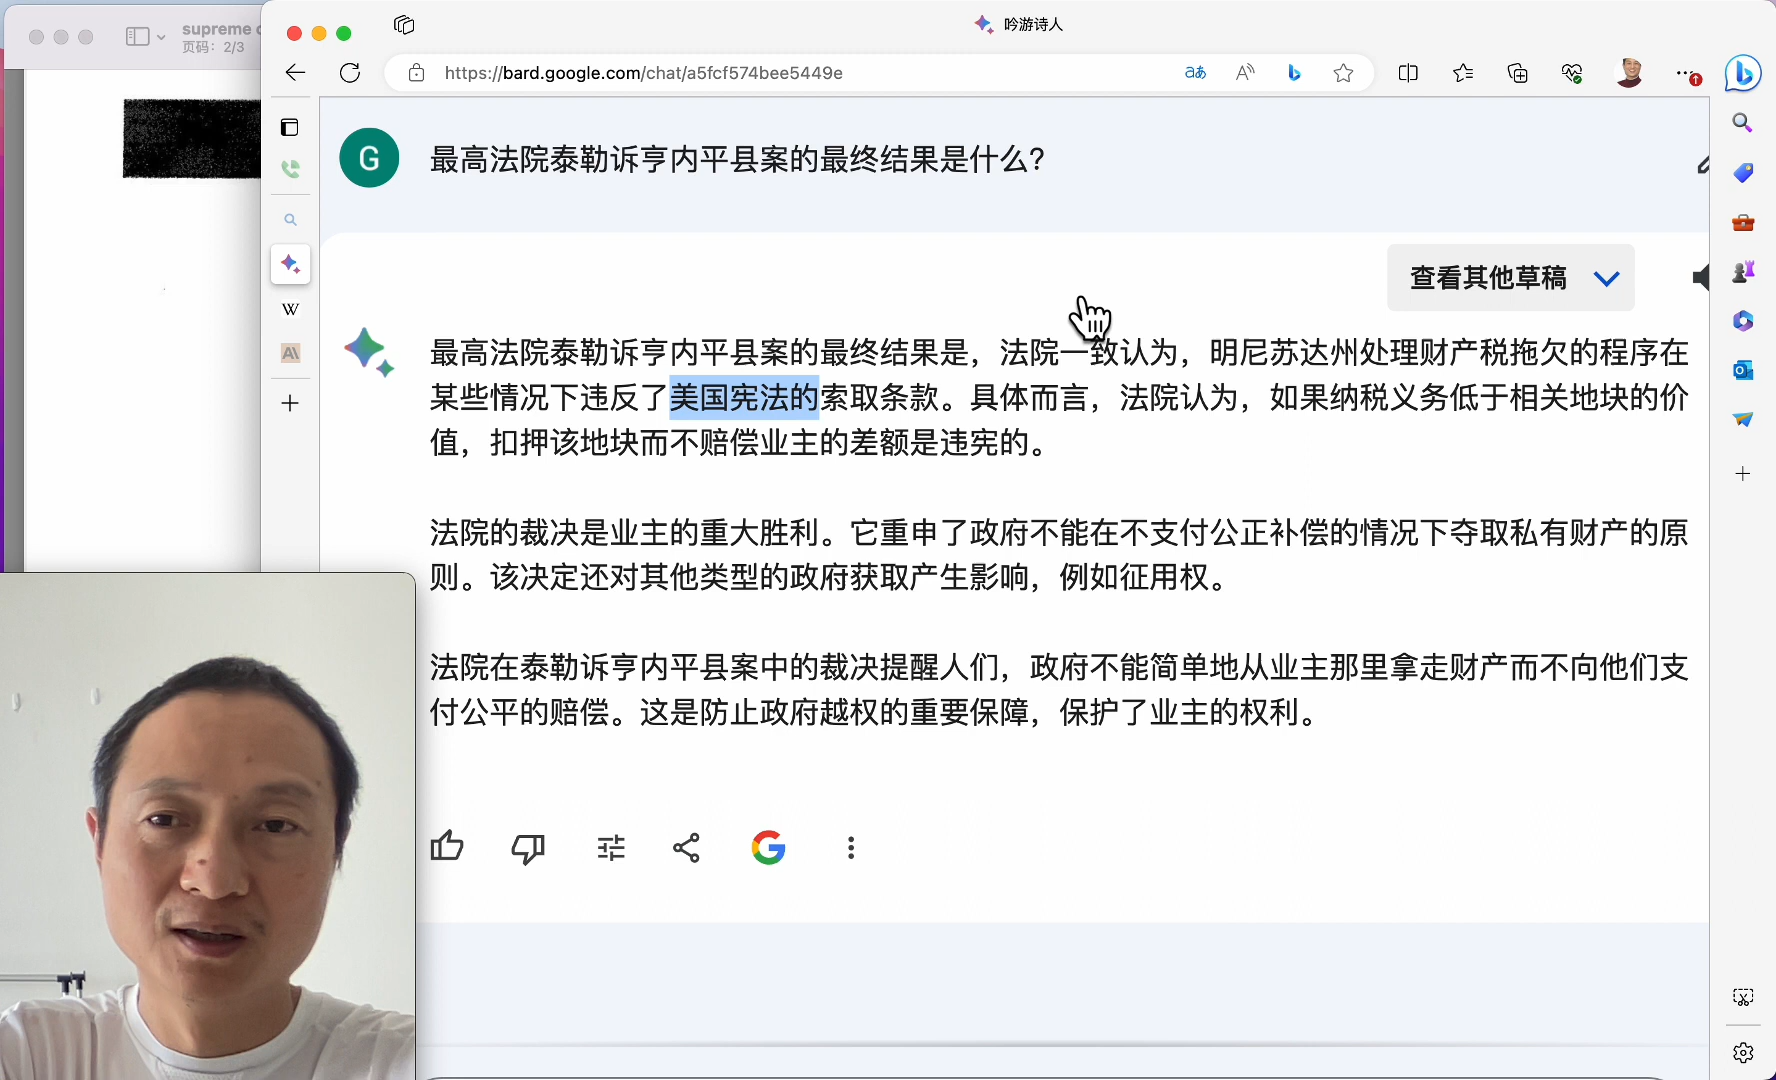 supreme c
页码：2/3
吟游诗人
https://bard.google.com/chat/a5fcf574bee5449e
aあ
A
G
最高法院泰勒诉亨内平县案的最终结果是什么？
W
A\
查看其他草稿
最高法院泰勒诉亨内平县案的最终结果是，法院一致认为，明尼苏达州处理财产税拖欠的程序在
某些情况下违反了美国宪法的索取条款。具体而言，法院认为，如果纳税义务低于相关地块的价
值，扣押该地块而不赔偿业主的差额是违宪的。
法院的裁决是业主的重大胜利。它重申了政府不能在不支付公正补偿的情况下夺取私有财产的原
则。该决定还对其他类型的政府获取产生影响，例如征用权。
法院在泰勒诉亨内平县案中的裁决提醒人们，政府不能简单地从业主那里拿走财产而不向他们支
付公平的赔偿。这是防止政府越权的重要保障，保护了业主的权利。